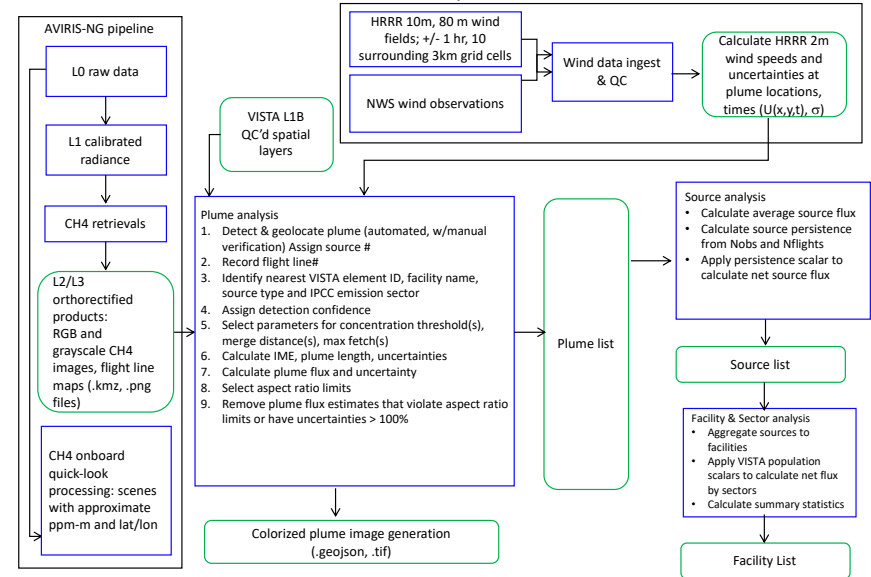 AVIRIS-NG pipeline
L0 raw data
L1 calibrated
radiance
CH4 retrievals
L2/L3
orthorectified
products:
RGB and
grayscale CH4
images, flight line
maps (.kmz, .png
files)
CH4 onboard
quick-look
processing: scenes
with approximate
ppm-m and lat/lon
HRRR 10m, 80 m wind
fields; +/- 1 hr, 10
surrounding 3km grid cells
NWS wind observations
Wind data ingest
& QC
Calculate HRRR 2m
wind speeds and
uncertainties at
plume locations,
times (U(x,y,t), σ)
VISTA L1B
QC'd spatial
layers
Plume analysis
1. Detect & geolocate plume (automated, w/manual
verification) Assign source #
2. Record flight line#
3. Identify nearest VISTA element ID, facility name,
source type and IPCC emission sector
4. Assign detection confidence
5. Select parameters for concentration threshold(s),
merge distance(s), max fetch(s)
6. Calculate IME, plume length, uncertainties
7. Calculate plume flux and uncertainty
8. Select aspect ratio limits
9. Remove plume flux estimates that violate aspect ratio
limits or have uncertainties > 100%
Colorized plume image generation
(.geojson, .tif)
Plume list
Source analysis
• Calculate average source flux
• Calculate source persistence
from Nobs and Nflights
• Apply persistence scalar to
calculate net source flux
Source list
Facility & Sector analysis
• Aggregate sources to
facilities
• Apply VISTA population
scalars to calculate net flux
by sectors
• Calculate summary statistics
Facility List